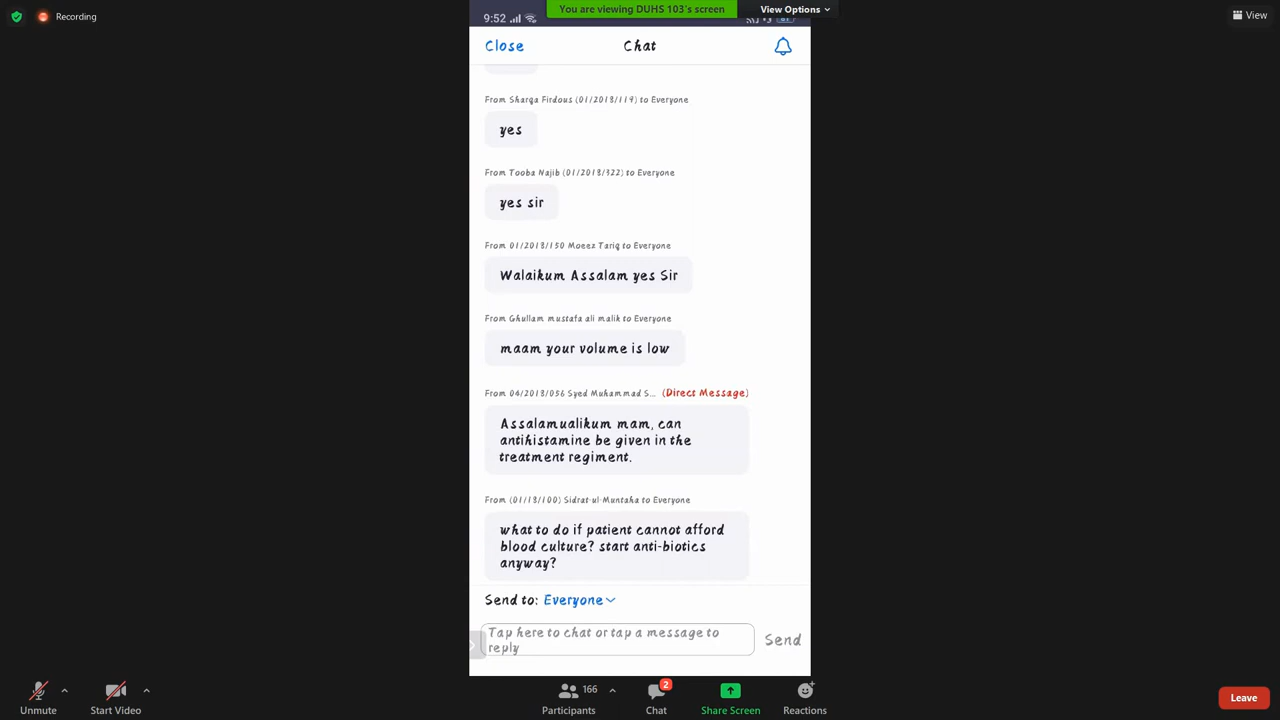 Recording
9:52
You are viewing DUHS 103's screen
View Options
View
Close
Chat
From Sharqa Firdous (01/2018/119) to Everyone
yes
From Tooba Najib (01/2018/322) to Everyone
yes sir
From 01/2018/150 Moeez Tariq to Everyone
Walaikum Assalam yes Sir
From Ghullam mustafa ali malik to Everyone
maam your volume is low
From 04/2018/056 Syed Muhammad S... (Direct Message)
Assalamualikum mam, can
antihistamine be given in the
treatment regiment.
From (01/18/100) Sidrat-ul-Muntaha to Everyone
what to do if patient cannot afford
blood culture? start anti-biotics
anyway?
Send to: Everyone
Tap here to chat or tap a message to
reply
Send
Unmute
Start Video
166
Participants
2
Chat
Share Screen
Reactions
Leave